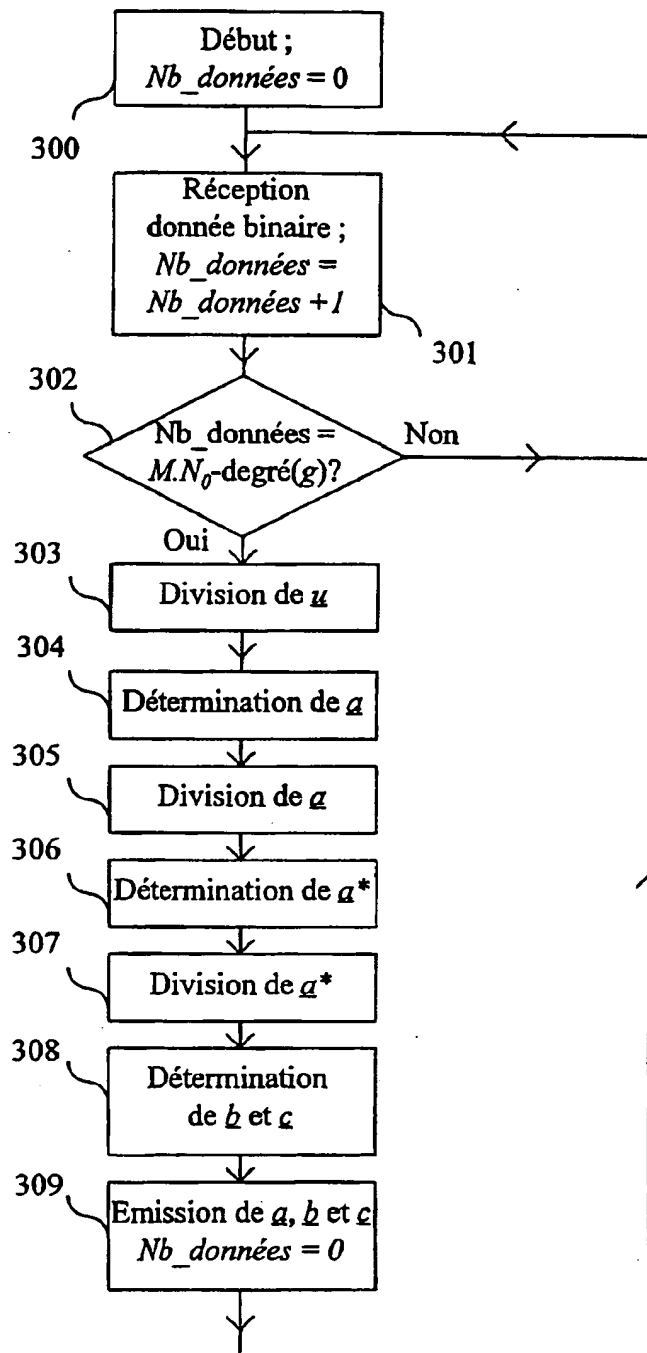 Début ;
Nb_données = 0
300
Réception
donnée binaire ;
Nb_données =
Nb_données +1
301
302
Nb_données =
M.N0-degré(g)?
Non
Oui
303
Division de u
304
Détermination de a
305
Division de a
306
Détermination de a*
307
Division de a*
308
Détermination
de b et c
309
Emission de a, b et c
Nb_données = 0